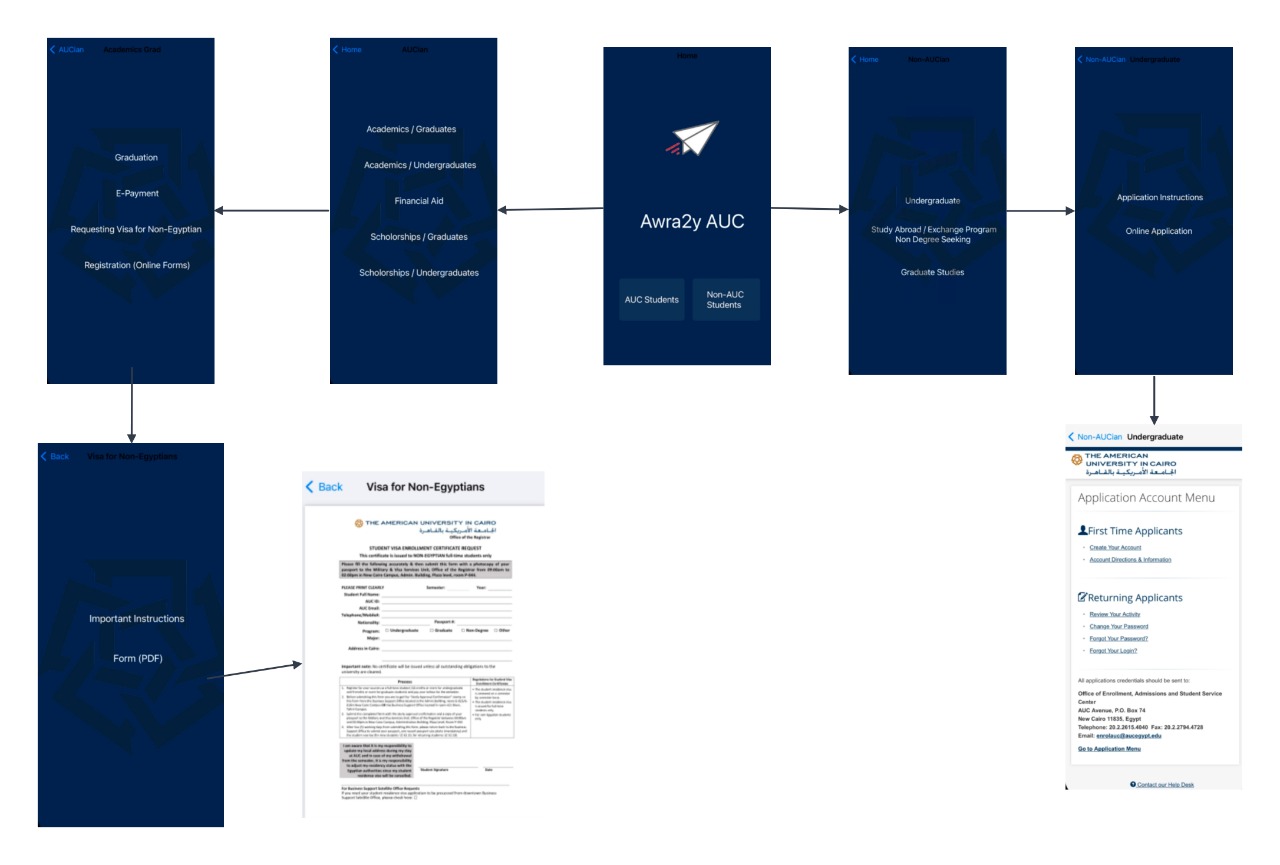 AUCian Academics Grad
Graduation
E-Payment
Requesting Visa for Non-Egyptian
Registration (Online Forms)
Home AUCian
Academics / Graduates
Academics / Undergraduates
Financial Aid
Scholorships / Graduates
Scholorships / Undergraduates
Home
Awra2y AUC
AUC Students
Non-AUC
Students
Home Non-AUCian
Undergraduate
Study Abroad / Exchange Program
Non Degree Seeking
Graduate Studies
Non-AUCian Undergraduate
Application Instructions
Online Application
Back Visa for Non-Egyptians
Important Instructions
Form (PDF)
Back Visa for Non-Egyptians
THE AMERICAN UNIVERSITY IN CAIRO
الجامعة الأمريكية بالقاهرة
Office of the Registrar
STUDENT VISA ENROLLMENT CERTIFICATE REQUEST
This certificate is issued to NON-EGYPTIAN full-time students only
Please fill the following accurately & then submit this form with a photocopy of your
passport to the Military & Visa Services Unit, Office of the Registrar from
in New Cairo Campus, Admin. Building, Plaza level, room
PLEASE PRINT CLEARLY Semester: Year:
Student Full Name:
AUC ID:
AUC Email:
Telephone/Mobile#:
Nationality: Passport #:
Program: Undergraduate Graduate Non-Degree Other
Major:
Address in Cairo:
Important note: No certificate will be issued unless all outstanding obligations to the
university are cleared.
Process
I am aware that it is my responsibility to
update my local address during my stay
at AUC and in case of my withdrawal
from the semester, it is my responsibility
to adjust my residency status with the
Egyptian authorities since my student
residence visa will be cancelled.
Student Signature Date
For Business Support Satellite Office Requests
If you want your student residence visa application to be processed from downtown Business
Support Satellite Office, please check here:
Non-AUCian Undergraduate
THE AMERICAN
UNIVERSITY IN CAIRO
الجامعة الأمريكية بالقاهرة
Application Account Menu
First Time Applicants
Create Your Account
Account Directions & Information
Returning Applicants
Review Your Activity
Change Your Password
Forgot Your Password?
Forgot Your Login?
All applications credentials should be sent to:
Office of Enrollment, Admissions and Student Service
Center
AUC Avenue, P.O. Box 74
New Cairo 11835, Egypt
Telephone: 20.2.2615.4040 Fax: 20.2.2794.4728
Email: enrolauc@aucegypt.edu
Go to Application Menu
Contact our Help Desk